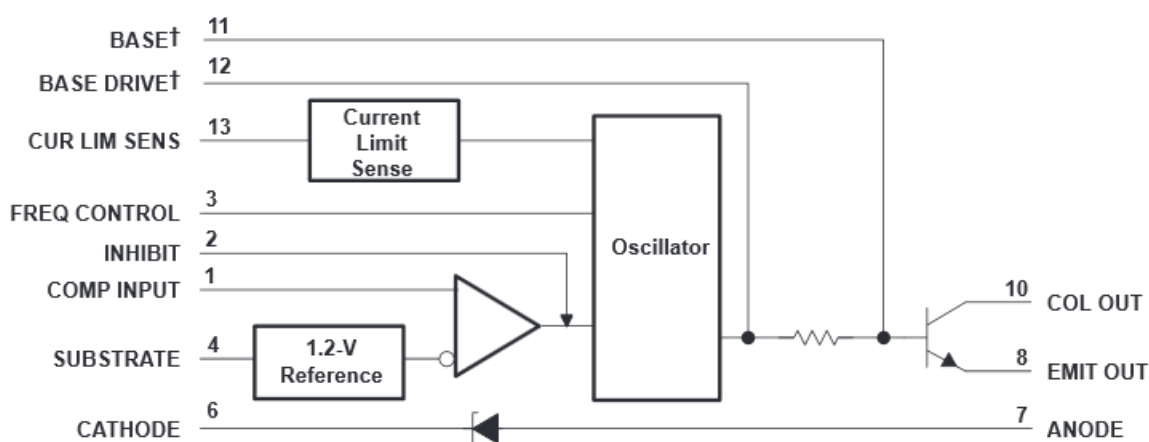 BASE† 11
BASE DRIVE† 12
CUR LIM SENS 13
Current
Limit
Sense
FREQ CONTROL 3
INHIBIT 2
COMP INPUT 1
Oscillator
SUBSTRATE 4
1.2-V
Reference
10 COL OUT
8 EMIT OUT
CATHODE 6
7 ANODE